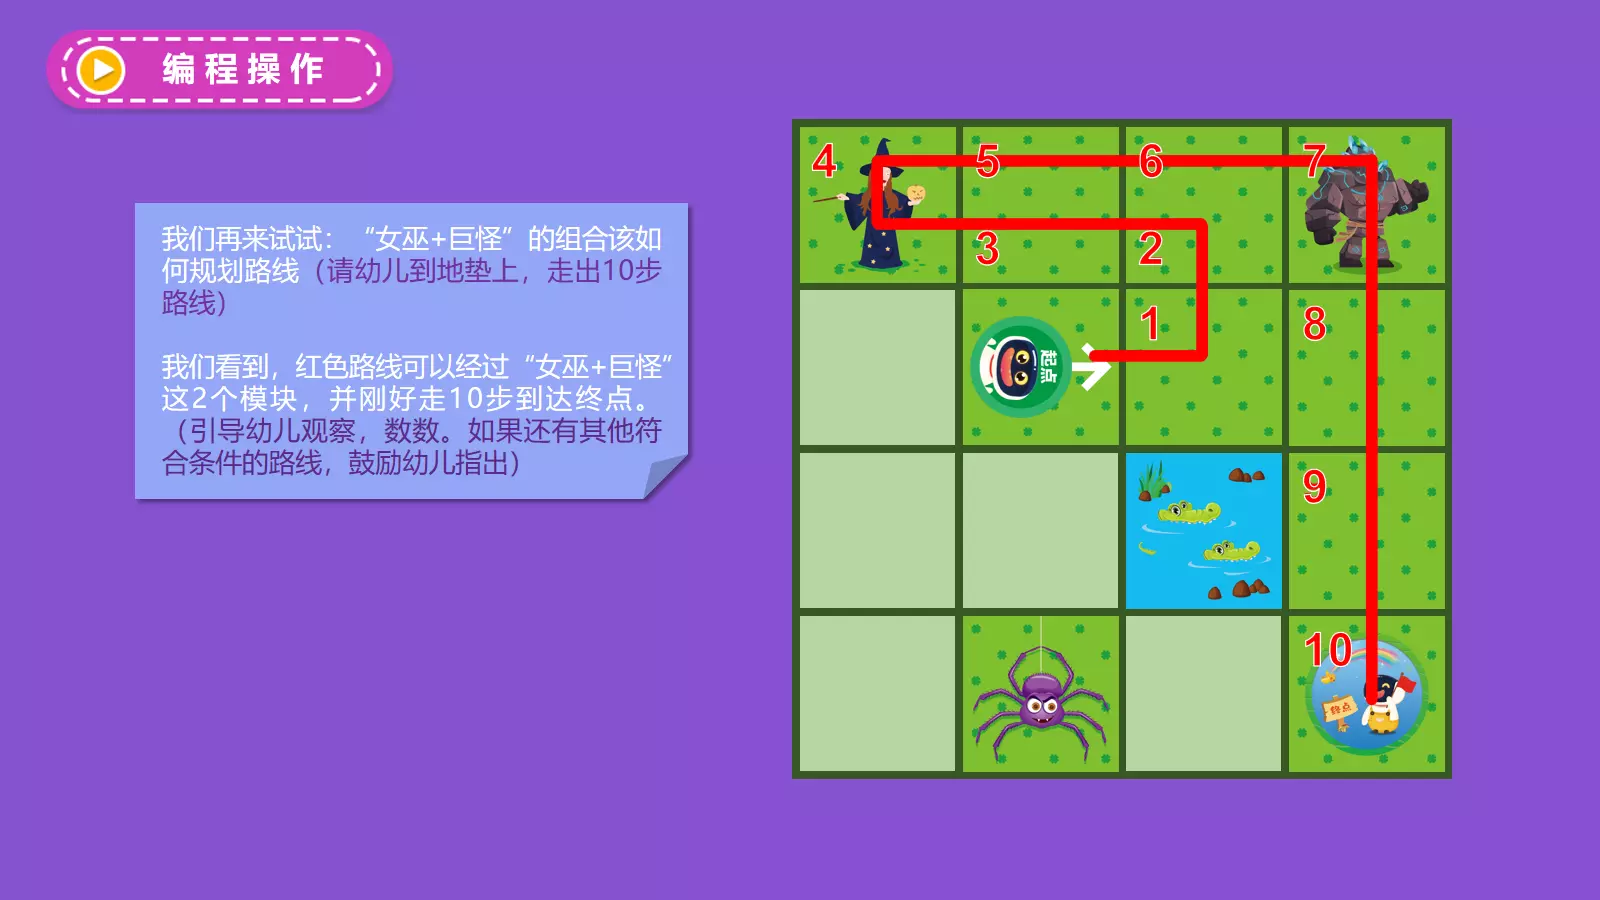 编程操作
我们再来试试：“女巫+巨怪”的组合该如
何规划路线（请幼儿到地垫上，走出10步
路线）
我们看到，红色路线可以经过“女巫+巨怪”
这2个模块，并刚好走10步到达终点。
（引导幼儿观察，数数。如果还有其他符
合条件的路线，鼓励幼儿指出）
4 5 6 7
3 2
起点 1 8
9
10
终点